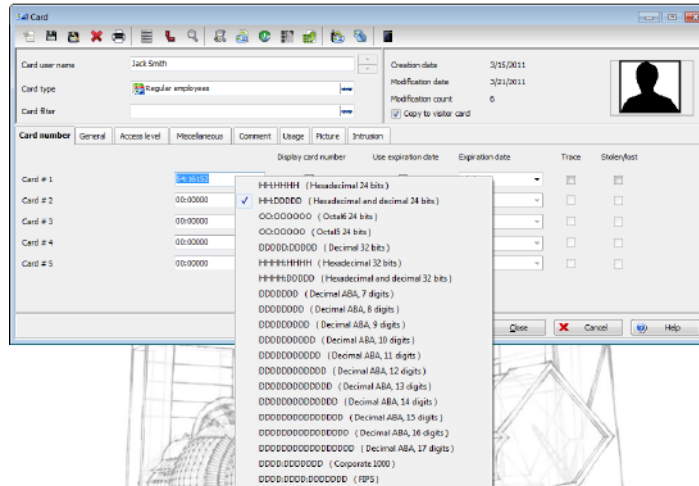 Card
Card user name Jack Smith Creation date 3/15/2011
Card type Regular employees Modification date 3/21/2011
Modification count 6
Card filter Copy to visitor card
Card number General Access level Miscellaneous Comment Usage Picture Intrusion
Display card number Use expiration date Expiration date Trace Stolen/lost
Card # 1 54:16152
Card # 2 00:00000
Card # 3 00:00000
Card # 4 00:00000
Card # 5 00:00000
HH:HHHH (Hexadecimal 24 bits)
HH:DDDDD (Hexadecimal and decimal 24 bits)
OO:OOOOOO (Octal6 24 bits)
OO:OOOOO (Octal5 24 bits)
DDDDD:DDDDD (Decimal 32 bits)
HHHH:HHHH (Hexadecimal 32 bits)
HHHH:DDDDD (Hexadecimal and decimal 32 bits)
DDDDDDD (Decimal ABA, 7 digits)
DDDDDDDD (Decimal ABA, 8 digits)
DDDDDDDDD (Decimal ABA, 9 digits)
DDDDDDDDDD (Decimal ABA, 10 digits)
DDDDDDDDDDD (Decimal ABA, 11 digits)
DDDDDDDDDDDD (Decimal ABA, 12 digits)
DDDDDDDDDDDDD (Decimal ABA, 13 digits)
DDDDDDDDDDDDDD (Decimal ABA, 14 digits)
DDDDDDDDDDDDDDD (Decimal ABA, 15 digits)
DDDDDDDDDDDDDDDD (Decimal ABA, 16 digits)
DDDDDDDDDDDDDDDDD (Decimal ABA, 17 digits)
DDDD:DDDDDDD (Corporate 1000)
DDDD:DDDD:DDDDDDD (FIPS)
Close Cancel Help